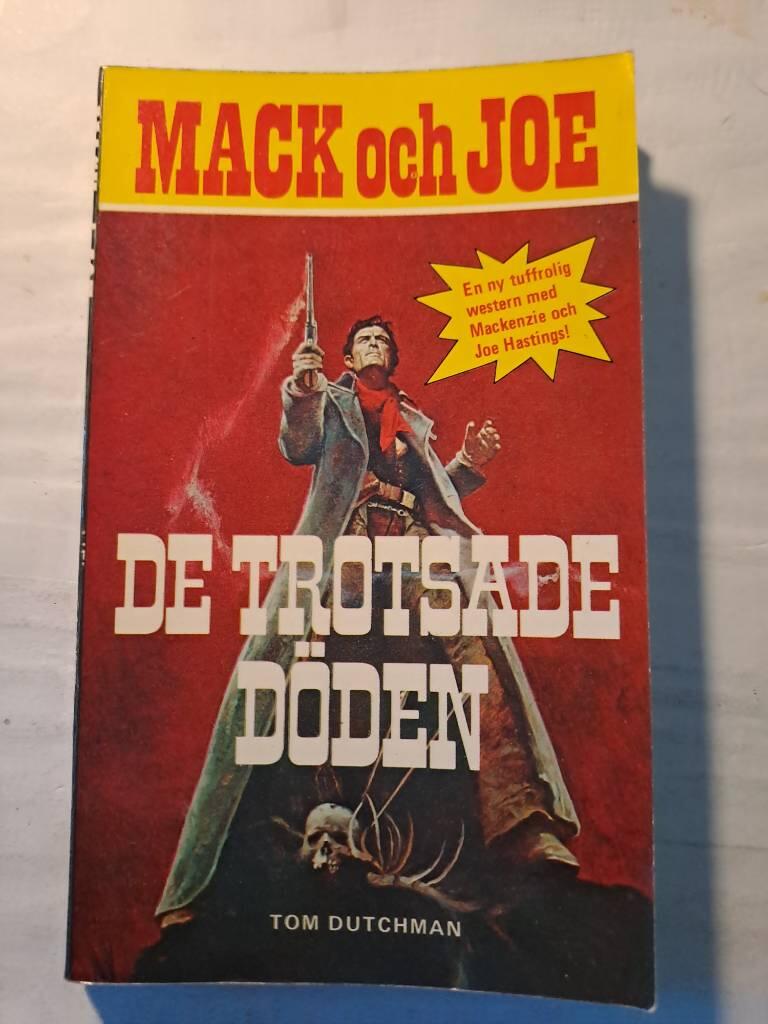 MACK och JOE
En ny tuffrolig
western med
Mackenzie och
Joe Hastings!
DE TROTSADE
DÖDEN
TOM DUTCHMAN